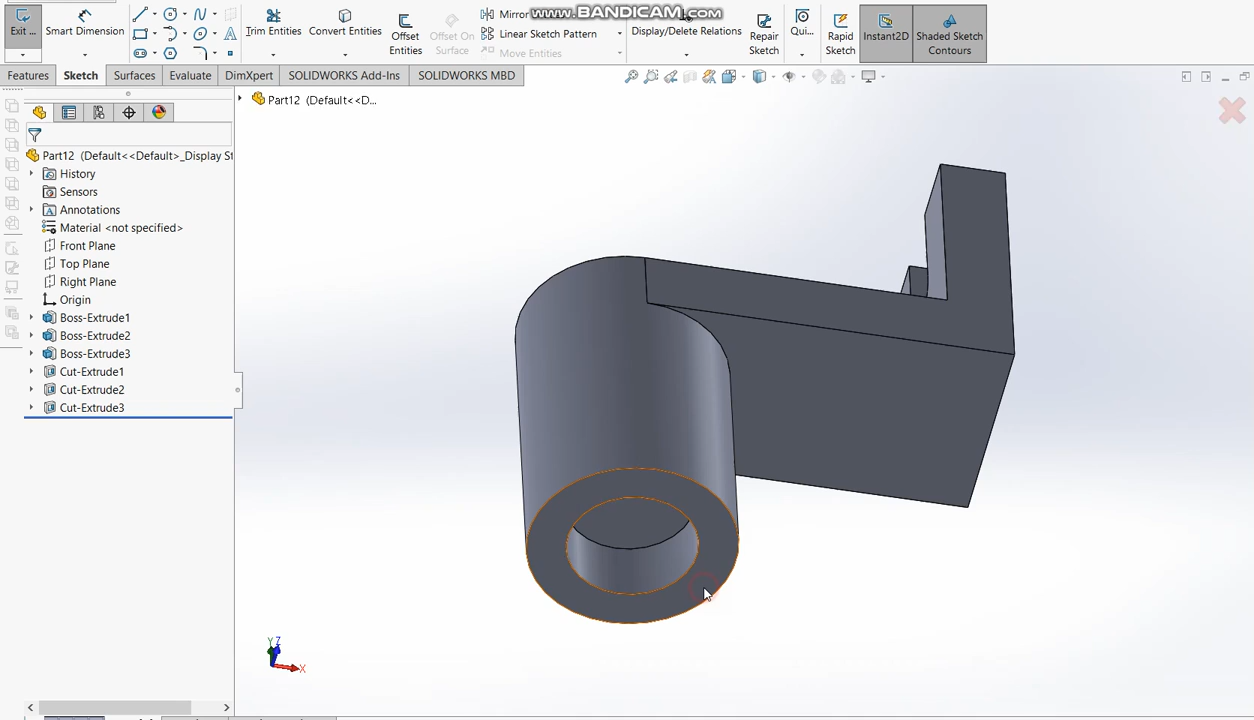 www.BANDICAM.com
Exit ...
Smart Dimension
Trim Entities
Convert Entities
Offset
Entities
Offset On
Surface
Mirror
Linear Sketch Pattern
Move Entities
Display/Delete Relations
Repair
Sketch
Qui...
Rapid
Sketch
Instant2D
Shaded Sketch
Contours
Features
Sketch
Surfaces
Evaluate
DimXpert
SOLIDWORKS Add-Ins
SOLIDWORKS MBD
Part12 (Default<<D...
Part12 (Default<<Default>_Display St
History
Sensors
Annotations
Material <not specified>
Front Plane
Top Plane
Right Plane
Origin
Boss-Extrude1
Boss-Extrude2
Boss-Extrude3
Cut-Extrude1
Cut-Extrude2
Cut-Extrude3
Y Z
X